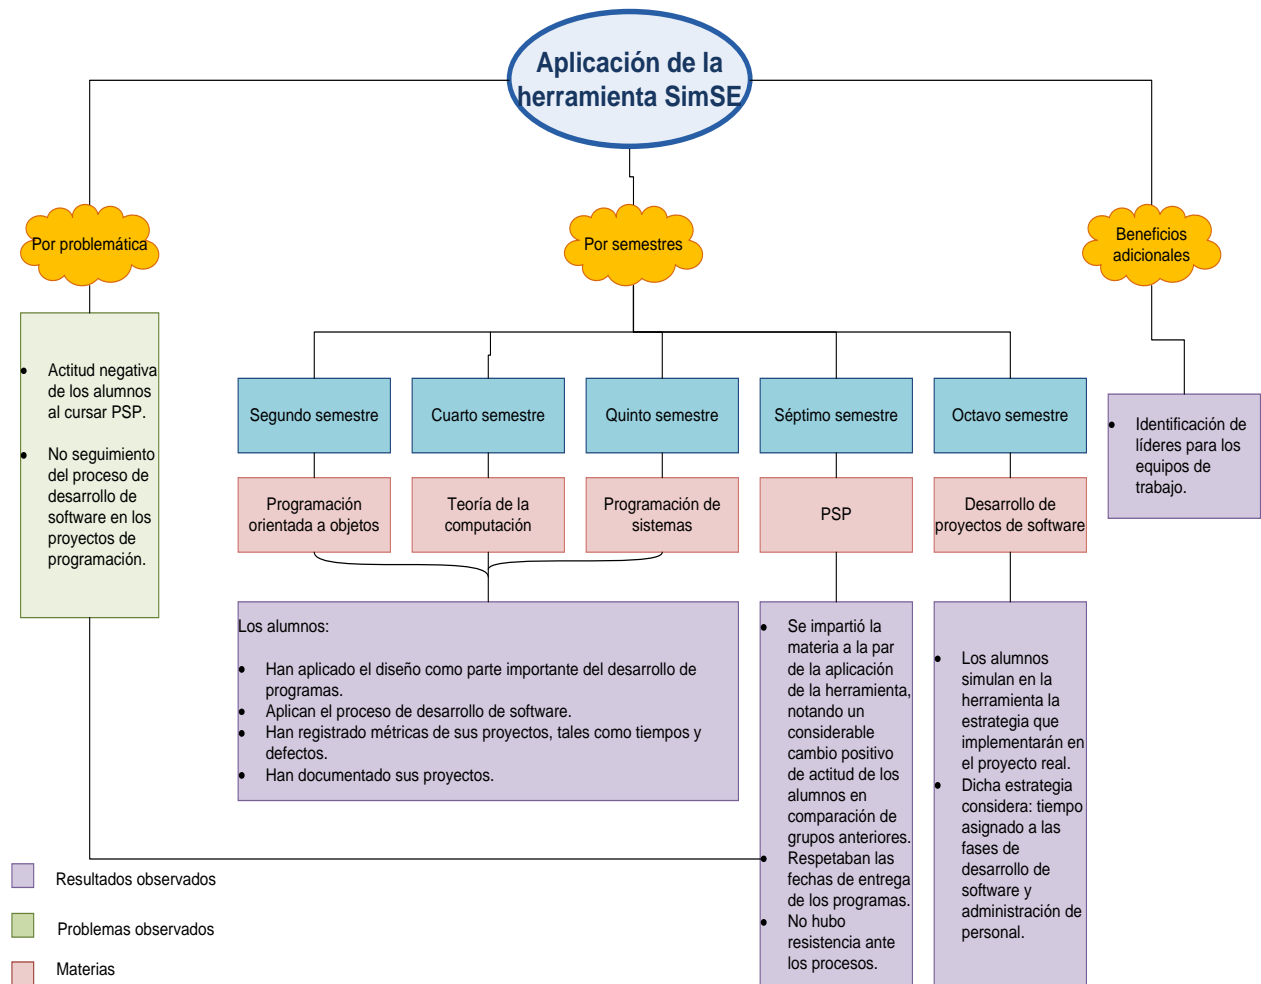 Aplicación de la
herramienta SimSE
Por problemática
Por semestres
Beneficios
adicionales
• Actitud negativa
de los alumnos
al cursar PSP.
• No seguimiento
del proceso de
desarrollo de
software en los
proyectos de
programación.
Segundo semestre
Cuarto semestre
Quinto semestre
Séptimo semestre
Octavo semestre
• Identificación de
líderes para los
equipos de
trabajo.
Programación
orientada a objetos
Teoría de la
computación
Programación de
sistemas
PSP
Desarrollo de
proyectos de software
Los alumnos:
• Han aplicado el diseño como parte importante del desarrollo de
programas.
• Aplican el proceso de desarrollo de software.
• Han registrado métricas de sus proyectos, tales como tiempos y
defectos.
• Han documentado sus proyectos.
• Se impartió la
materia a la par
de la aplicación
de la herramienta,
notando un
considerable
cambio positivo
de actitud de los
alumnos en
comparación de
grupos anteriores.
• Respetaban las
fechas de entrega
de los programas.
• No hubo
resistencia ante
los procesos.
• Los alumnos
simulan en la
herramienta la
estrategia que
implementarán en
el proyecto real.
• Dicha estrategia
considera: tiempo
asignado a las
fases de
desarrollo de
software y
administración de
personal.
Resultados observados
Problemas observados
Materias